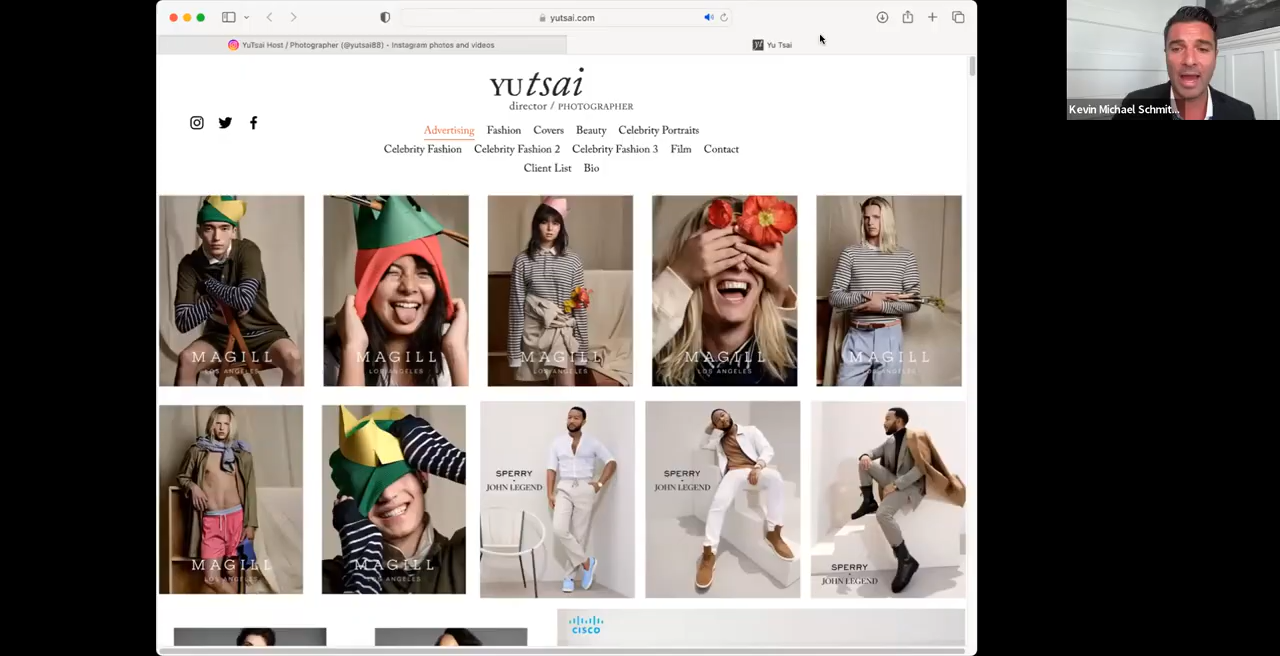 yutsai.com
YuTsai Host / Photographer (@yutsai88) - Instagram photos and videos
Yu Tsai
YU tsai
director / PHOTOGRAPHER
Advertising Fashion Covers Beauty Celebrity Portraits
Celebrity Fashion Celebrity Fashion 2 Celebrity Fashion 3 Film Contact
Client List Bio
Kevin Michael Schmit...
MAGILL MAGILL MAGILL MAGILL MAGILL
LOS ANGELES LOS ANGELES LOS ANGELES LOS ANGELES LOS ANGELES
SPERRY SPERRY
JOHN LEGEND JOHN LEGEND
MAGILL MAGILL SPERRY
LOS ANGELES LOS ANGELES JOHN LEGEND
CISCO